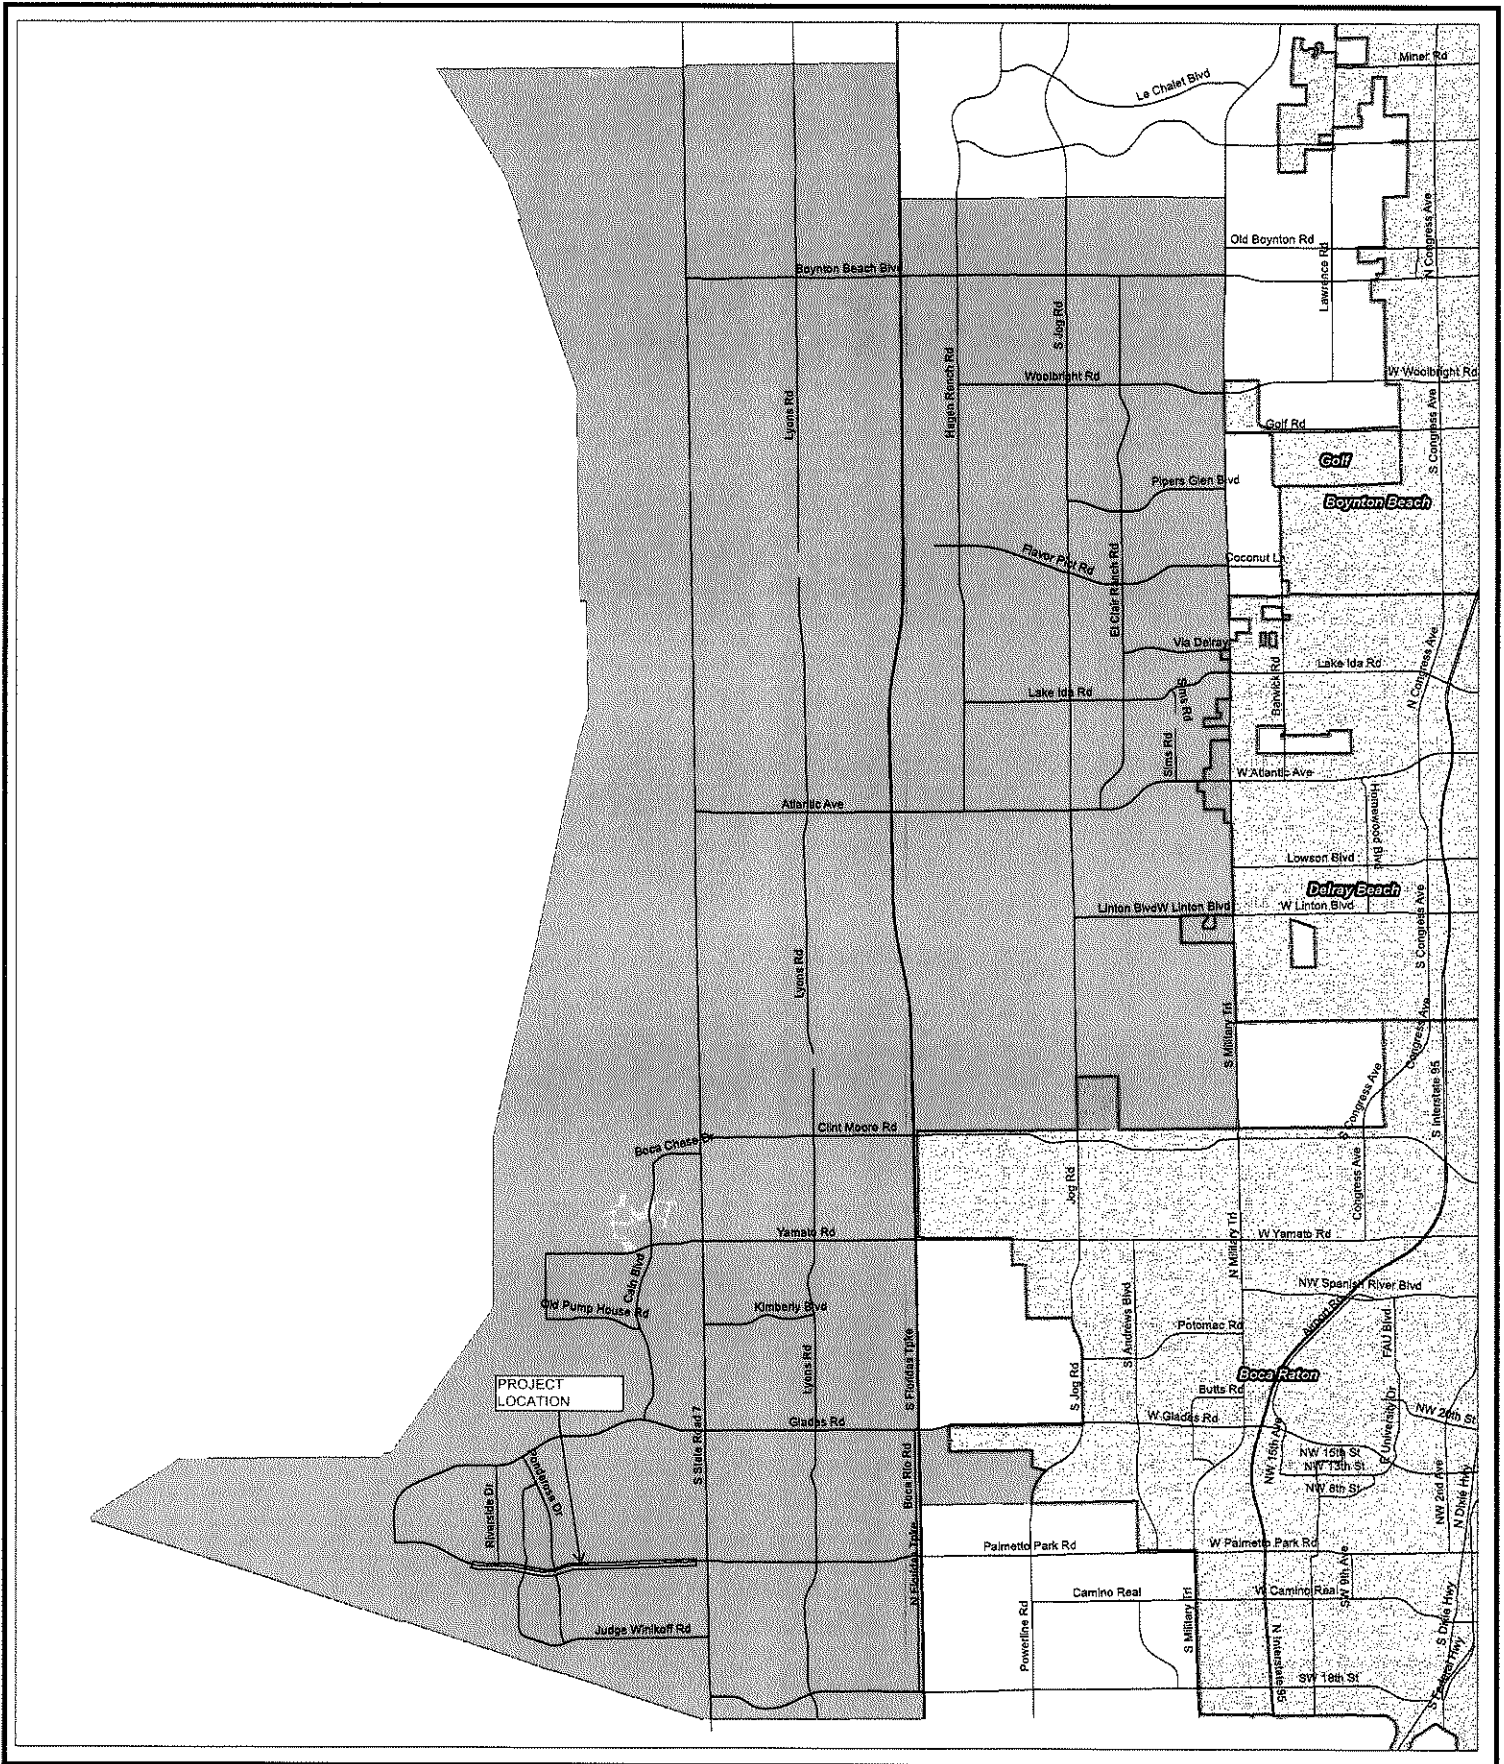 Miner Rd
Le Chalet Blvd
Old Boynton Rd
Lawrence Rd
N Congress Ave
Boynton Beach Blvd
S Jog Rd
Hagen Ranch Rd
Lyons Rd
Woolbright Rd
W Woolbright Rd
Golf Rd
S Congress Ave
Golf
Boynton Beach
Pipers Glen Blvd
Flavor Pict Rd
Coconut Ln
El Clair Ranch Rd
Via Delray
Lake Ida Rd
Barwick Rd
N Congress Ave
Lake Ida Rd
Sims Rd
Sims Rd
W Atlantic Ave
Atlantic Ave
Homewood Blvd
Lowson Blvd
Delray Beach
Linton Blvd
W Linton Blvd
W Linton Blvd
S Congress Ave
Lyons Rd
S Military Trl
Congress Ave
S Interstate 95
S Congress Ave
Clint Moore Rd
Boca Chase Dr
Jog Rd
Congress Ave
Yamato Rd
W Yamato Rd
N Military Trl
Cain Blvd
NW Spanish River Blvd
Old Pump House Rd
Kimberly Blvd
St Andrews Blvd
Airport Rd
FAU Blvd
Potomac Rd
S Floridas Tpke
Lyons Rd
S Jog Rd
Boca Raton
PROJECT
LOCATION
Butts Rd
W Glades Rd
Glades Rd
NW 20th St
S State Road 7
NW 15th Ave
NW 15th St
NW 13th St
NW 8th St
Boca Rio Rd
Ponderosa Dr
Riverside Dr
NW 2nd Ave
N Dixie Hwy
Palmetto Park Rd
W Palmetto Park Rd
N Floridas Tpke
Camino Real
W Camino Real
SW 9th Ave
Judge Winikoff Rd
Powerline Rd
S Military Trl
N Interstate 95
S Dixie Hwy
SW 18th St
S Federal Hwy